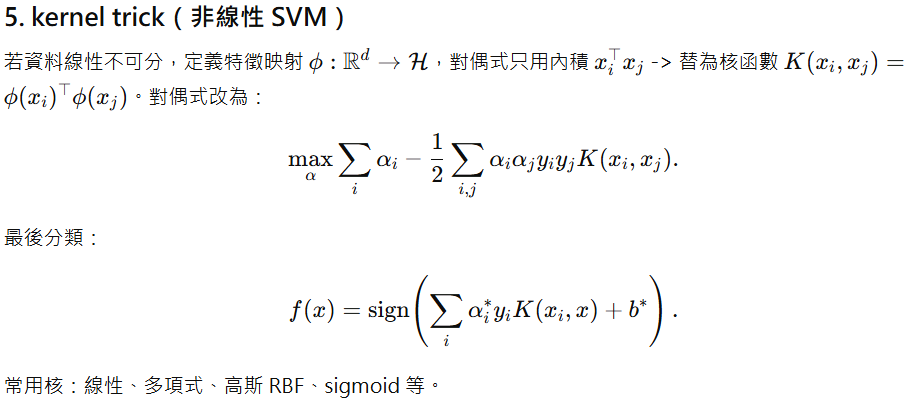 5. kernel trick（非線性 SVM）
若資料線性不可分，定義特徵映射 $\phi : \mathbb{R}^d \to \mathcal{H}$，對偶式只用內積 $x_i^\top x_j$ -> 替為核函數 $K(x_i, x_j) =$
$\phi(x_i)^\top \phi(x_j)$。對偶式改為：
$\max_{\alpha} \sum_i \alpha_i - \frac{1}{2} \sum_{i,j} \alpha_i \alpha_j y_i y_j K(x_i, x_j).$
最後分類：
$f(x) = \text{sign}\left( \sum_i \alpha_i^* y_i K(x_i, x) + b^* \right).$
常用核：線性、多項式、高斯 RBF、sigmoid 等。